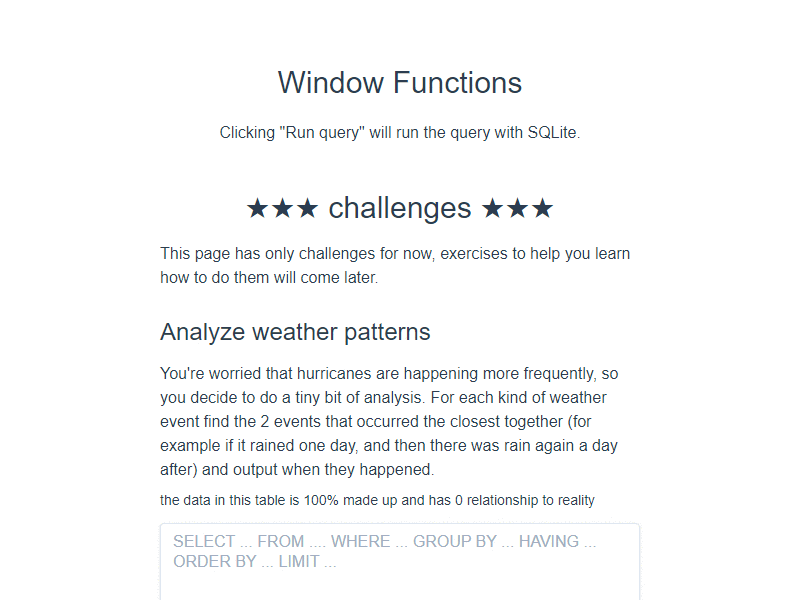 Window Functions
Clicking "Run query" will run the query with SQLite.
★★★ challenges ★★★
This page has only challenges for now, exercises to help you learn
how to do them will come later.
Analyze weather patterns
You're worried that hurricanes are happening more frequently, so
you decide to do a tiny bit of analysis. For each kind of weather
event find the 2 events that occurred the closest together (for
example if it rained one day, and then there was rain again a day
after) and output when they happened.
the data in this table is 100% made up and has 0 relationship to reality
SELECT ... FROM .... WHERE ... GROUP BY ... HAVING ...
ORDER BY ... LIMIT ...